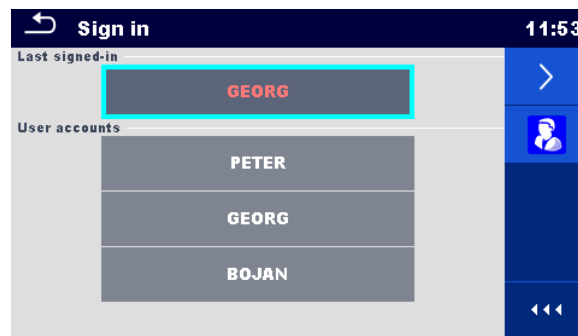 Sign in
11:53
Last signed-in
GEORG
User accounts
PETER
GEORG
BOJAN